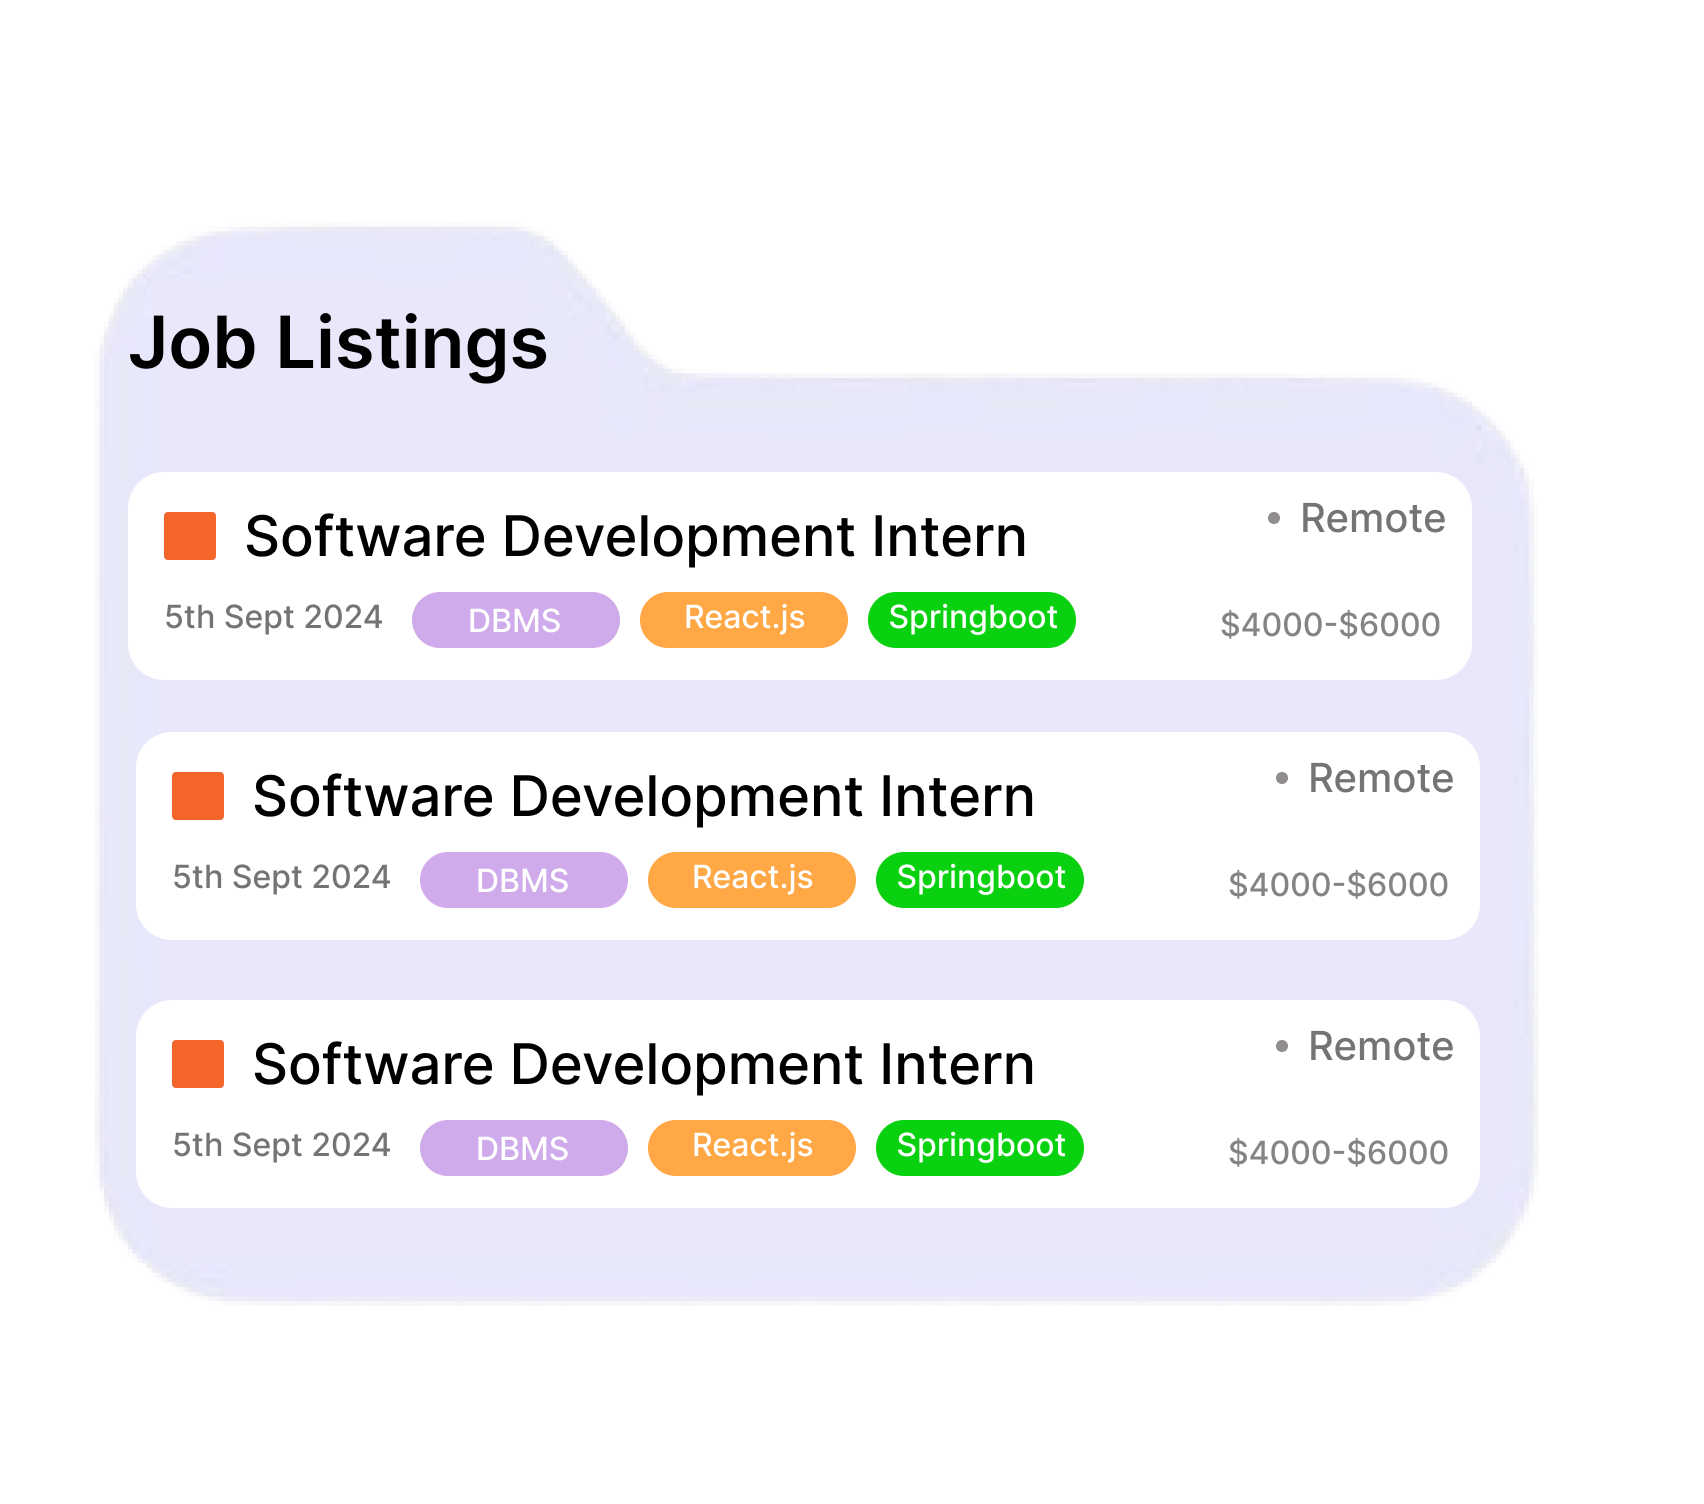 Job Listings
Software Development Intern
• Remote
5th Sept 2024
DBMS
React.js
Springboot
$4000-$6000
Software Development Intern
• Remote
5th Sept 2024
DBMS
React.js
Springboot
$4000-$6000
Software Development Intern
• Remote
5th Sept 2024
DBMS
React.js
Springboot
$4000-$6000